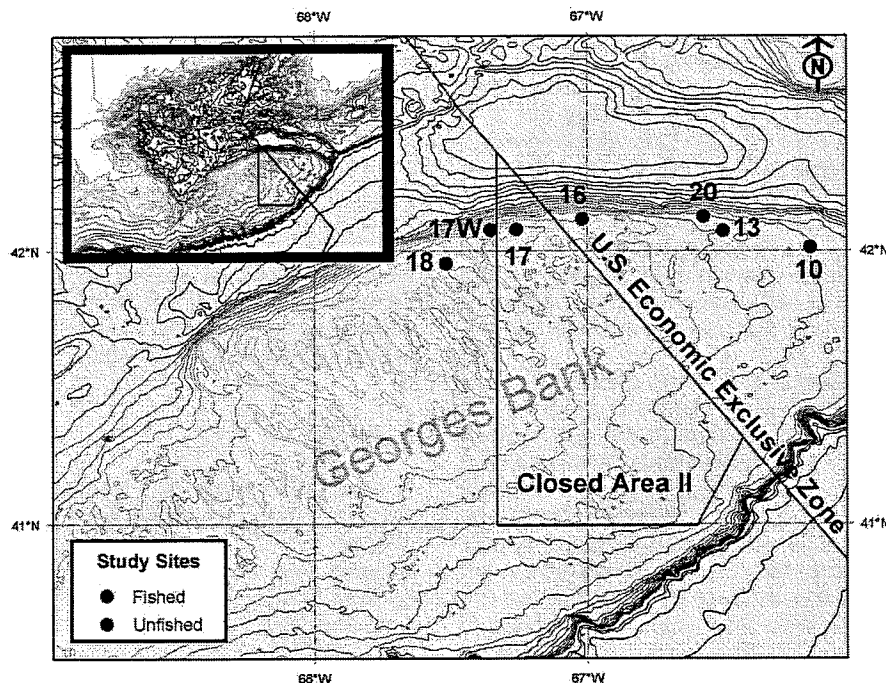 68°W
67°W
N
16
20
17W
13
42°N
42°N
18
17
10
U.S. Economic Exclusive Zone
Georges Bank
Closed Area II
41°N
41°N
Study Sites
Fished
Unfished
68°W
67°W